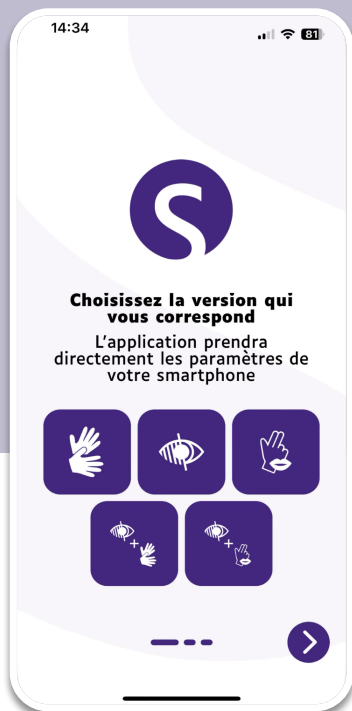 14:34
81
S
Choisissez la version qui
vous correspond
L'application prendra
directement les paramètres de
votre smartphone
+
+